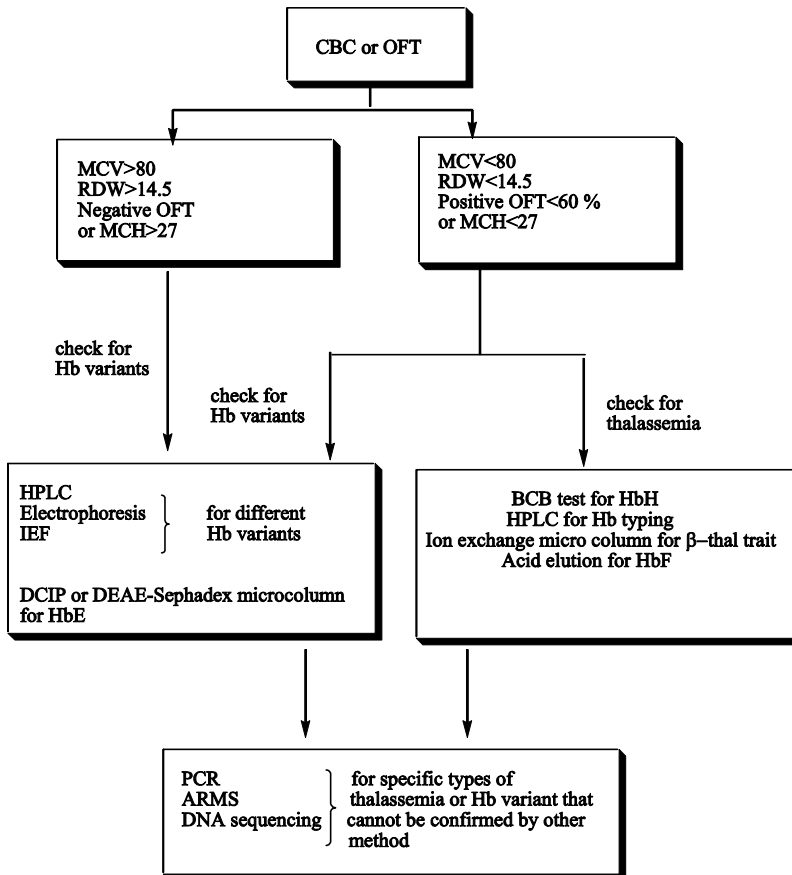 CBC or OFT
MCV>80
RDW>14.5
Negative OFT
or MCH>27
MCV<80
RDW<14.5
Positive OFT<60 %
or MCH<27
check for
Hb variants
check for
Hb variants
check for
thalassemia
HPLC
Electrophoresis
IEF
for different
Hb variants
DCIP or DEAE-Sephadex microcolumn
for HbE
BCB test for HbH
HPLC for Hb typing
Ion exchange micro column for β−thal trait
Acid elution for HbF
PCR
ARMS
DNA sequencing
for specific types of
thalassemia or Hb variant that
cannot be confirmed by other
method